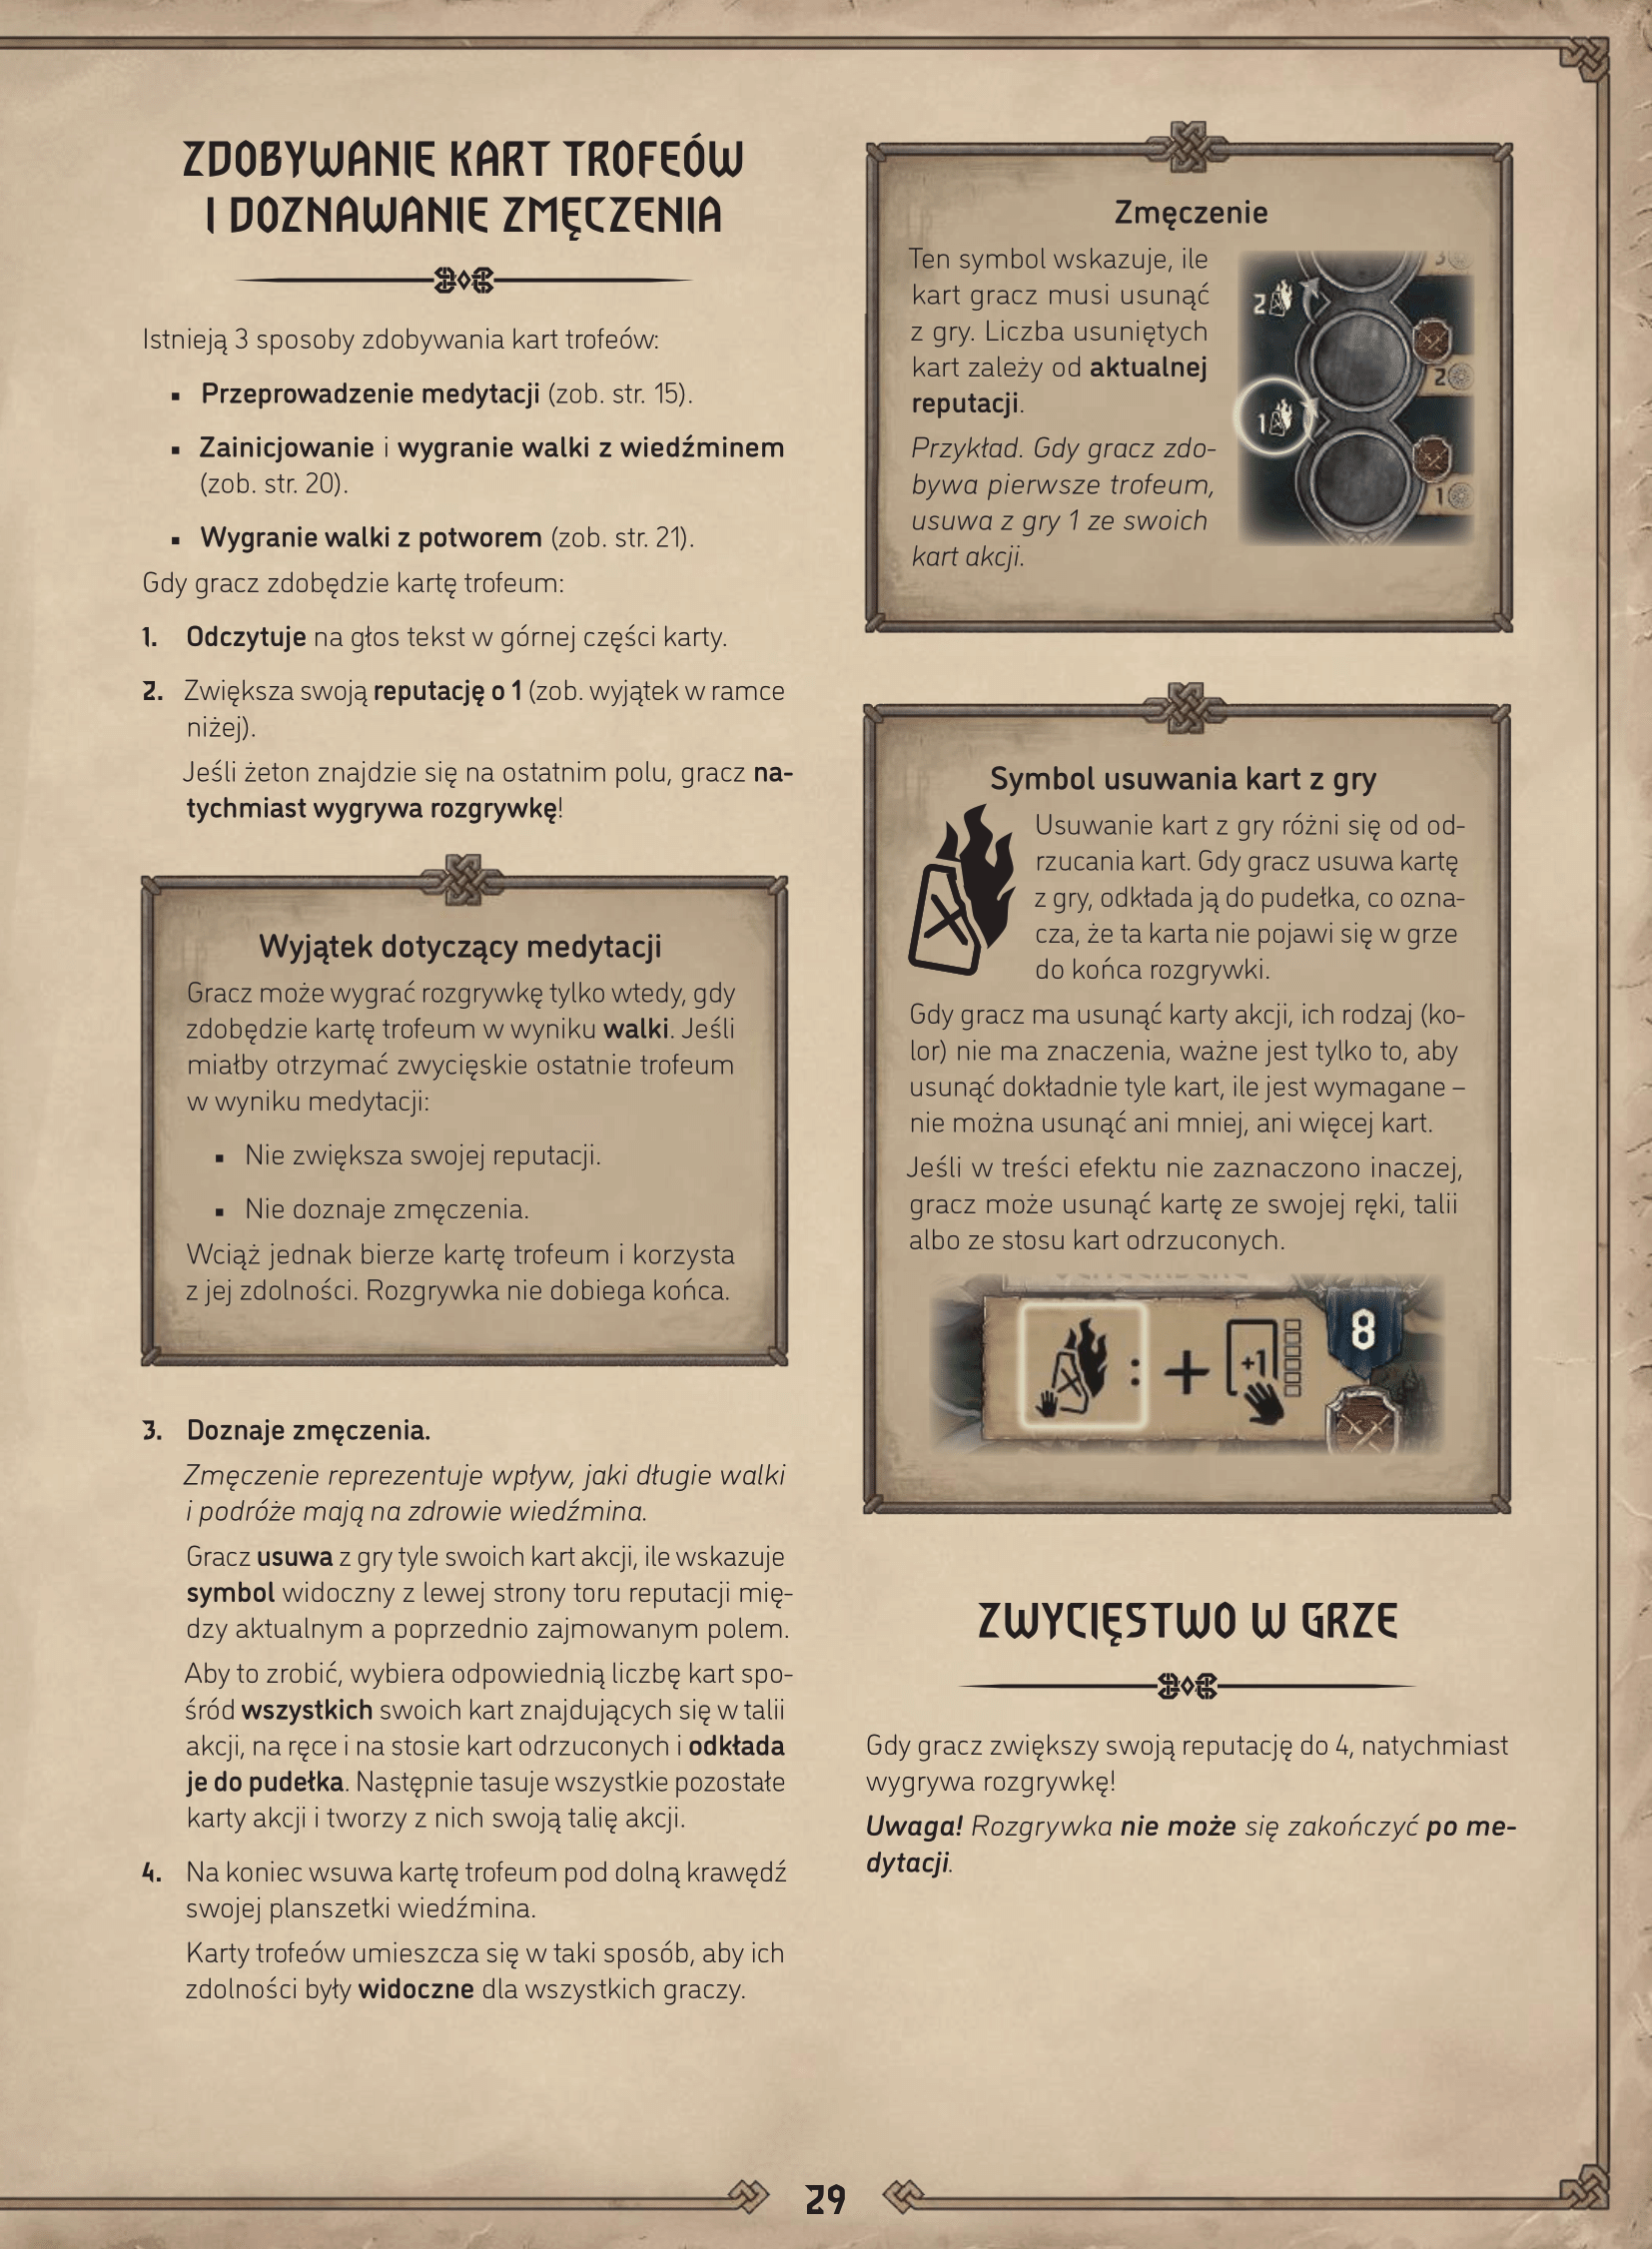 ZDOBYWANIE KART TROFEÓW
I DOZNAWANIE ZMĘCZENIA
Istnieją 3 sposoby zdobywania kart trofeów:
▪ Przeprowadzenie medytacji (zob. str. 15).
▪ Zainicjowanie i wygranie walki z wiedźminem
(zob. str. 20).
▪ Wygranie walki z potworem (zob. str. 21).
Gdy gracz zdobędzie kartę trofeum:
1. Odczytuje na głos tekst w górnej części karty.
2. Zwiększa swoją reputację o 1 (zob. wyjątek w ramce
niżej).
Jeśli żeton znajdzie się na ostatnim polu, gracz na-
tychmiast wygrywa rozgrywkę!
Wyjątek dotyczący medytacji
Gracz może wygrać rozgrywkę tylko wtedy, gdy
zdobędzie kartę trofeum w wyniku walki. Jeśli
miałby otrzymać zwycięskie ostatnie trofeum
w wyniku medytacji:
▪ Nie zwiększa swojej reputacji.
▪ Nie doznaje zmęczenia.
Wciąż jednak bierze kartę trofeum i korzysta
z jej zdolności. Rozgrywka nie dobiega końca.
3. Doznaje zmęczenia.
Zmęczenie reprezentuje wpływ, jaki długie walki
i podróże mają na zdrowie wiedźmina.
Gracz usuwa z gry tyle swoich kart akcji, ile wskazuje
symbol widoczny z lewej strony toru reputacji mię-
dzy aktualnym a poprzednio zajmowanym polem.
Aby to zrobić, wybiera odpowiednią liczbę kart spo-
śród wszystkich swoich kart znajdujących się w talii
akcji, na ręce i na stosie kart odrzuconych i odkłada
je do pudełka. Następnie tasuje wszystkie pozostałe
karty akcji i tworzy z nich swoją talię akcji.
4. Na koniec wsuwa kartę trofeum pod dolną krawędź
swojej planszetki wiedźmina.
Karty trofeów umieszcza się w taki sposób, aby ich
zdolności były widoczne dla wszystkich graczy.
Zmęczenie
Ten symbol wskazuje, ile
kart gracz musi usunąć
z gry. Liczba usuniętych
kart zależy od aktualnej
reputacji.
Przykład. Gdy gracz zdo-
bywa pierwsze trofeum,
usuwa z gry 1 ze swoich
kart akcji.
3
2
2
1
1
Symbol usuwania kart z gry
Usuwanie kart z gry różni się od od-
rzucania kart. Gdy gracz usuwa kartę
z gry, odkłada ją do pudełka, co ozna-
cza, że ta karta nie pojawi się w grze
do końca rozgrywki.
Gdy gracz ma usunąć karty akcji, ich rodzaj (ko-
lor) nie ma znaczenia, ważne jest tylko to, aby
usunąć dokładnie tyle kart, ile jest wymagane –
nie można usunąć ani mniej, ani więcej kart.
Jeśli w treści efektu nie zaznaczono inaczej,
gracz może usunąć kartę ze swojej ręki, talii
albo ze stosu kart odrzuconych.
: + +1 8
ZWYCIĘSTWO W GRZE
Gdy gracz zwiększy swoją reputację do 4, natychmiast
wygrywa rozgrywkę!
Uwaga! Rozgrywka nie może się zakończyć po me-
dytacji.
29